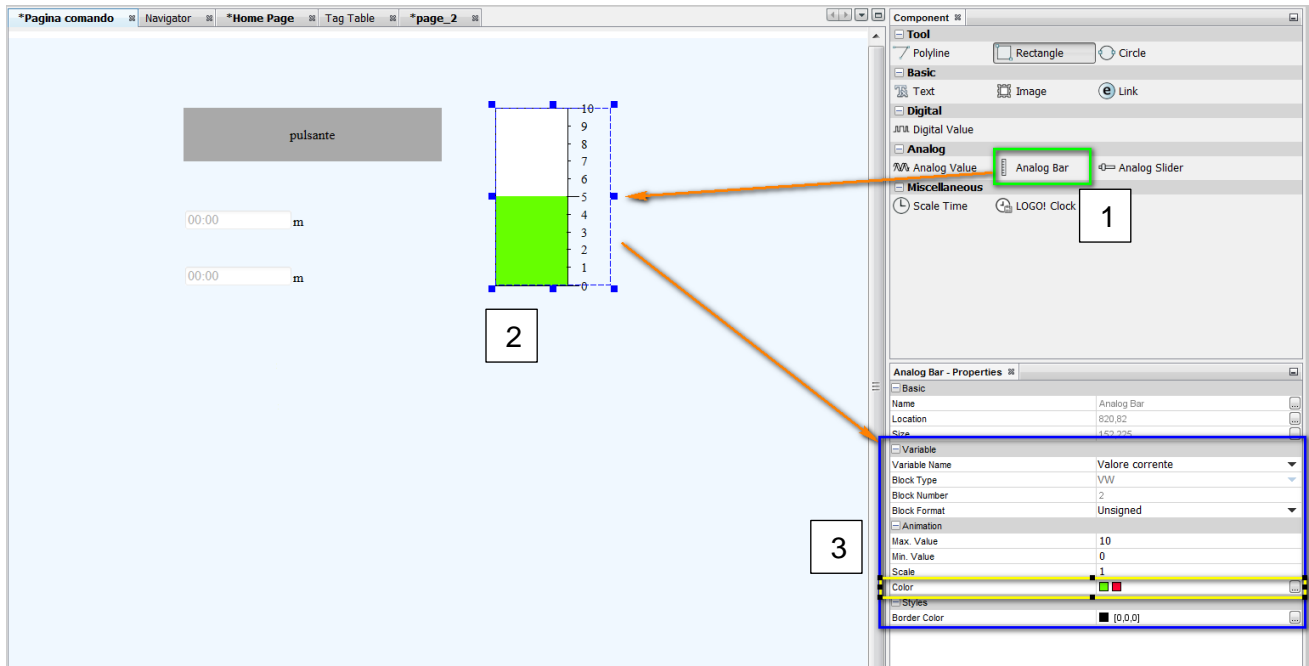 *Pagina comando Navigator *Home Page Tag Table *page_2
pulsante
00:00 m
00:00 m
10
9
8
7
6
5
4
3
2
1
0
2
Component
Tool
Polyline Rectangle Circle
Basic
Text Image Link
Digital
Digital Value
Analog
Analog Value Analog Bar Analog Slider
Miscellaneous
Scale Time LOGO! Clock
1
Analog Bar - Properties
Basic
Name Analog Bar ...
Location 820,82 ...
Size 152,225
Variable
Variable Name Valore corrente
Block Type VW
Block Number 2
Block Format Unsigned
Animation
Max. Value 10
Min. Value 0
Scale 1
Color ...
Styles
Border Color [0,0,0] ...
3